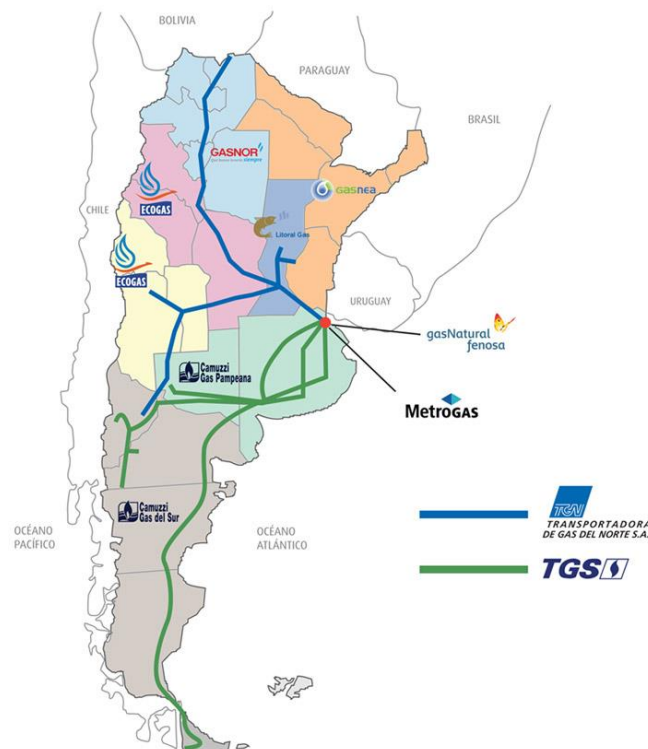 BOLIVIA
PARAGUAY
BRASIL
GASNOR
gasnea
ECOGAS
CHILE
Litoral Gas
ECOGAS
URUGUAY
gasNatural
fenosa
Camuzzi
Gas Pampeana
MetroGAS
Camuzzi
Gas del Sur
OCÉANO
PACÍFICO
OCÉANO
ATLÁNTICO
TGN
TRANSPORTADORA
DE GAS DEL NORTE S.A.
TGS